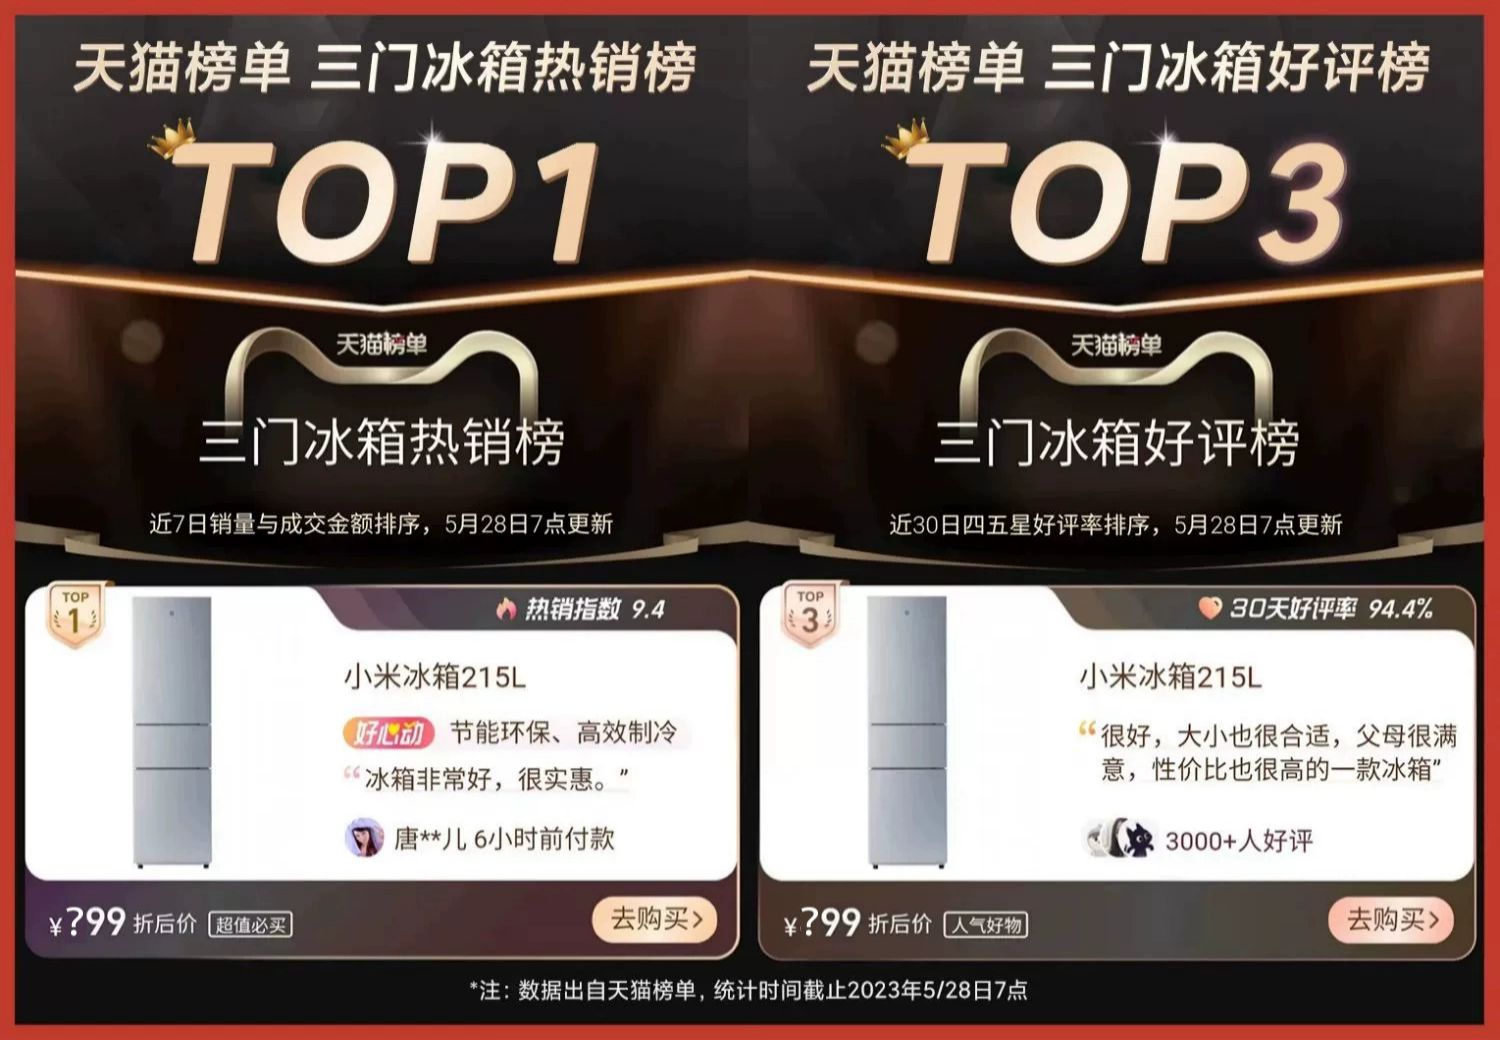 天猫榜单 三门冰箱热销榜
TOP1
天猫榜单
三门冰箱热销榜
近7日销量与成交金额排序，5月28日7点更新
TOP
1
热销指数 9.4
小米冰箱215L
好心动 节能环保、高效制冷
“冰箱非常好，很实惠。”
唐**儿 6小时前付款
¥?99 折后价 超值必买
去购买>
天猫榜单 三门冰箱好评榜
TOP3
天猫榜单
三门冰箱好评榜
近30日四五星好评率排序，5月28日7点更新
TOP
3
30天好评率 94.4%
小米冰箱215L
“很好，大小也很合适，父母很满
意，性价比也很高的一款冰箱”
3000+人好评
¥?99 折后价 人气好物
去购买>
*注：数据出自天猫榜单，统计时间截止2023年5/28日7点